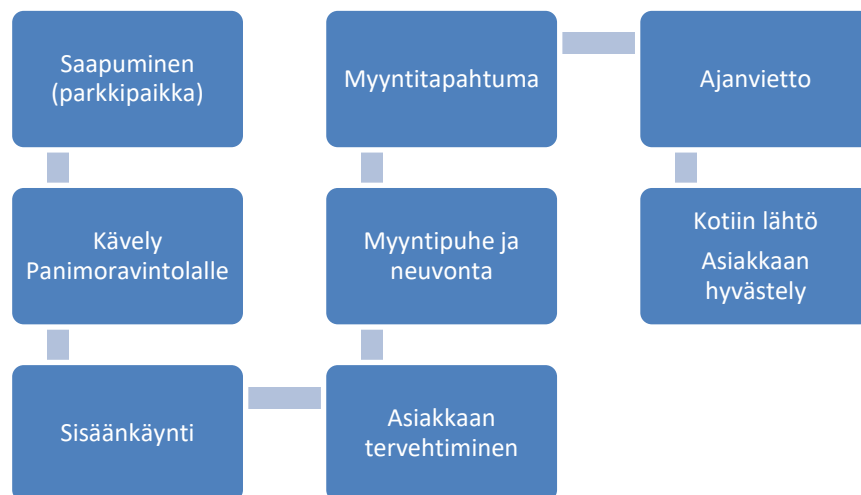 Saapuminen
(parkkipaikka)
Kävely
Panimoravintolalle
Sisäänkäynti
Asiakkaan
tervehtiminen
Myyntipuhe ja
neuvonta
Myyntitapahtuma
Ajanvietto
Kotiin lähtö
Asiakkaan
hyvästely